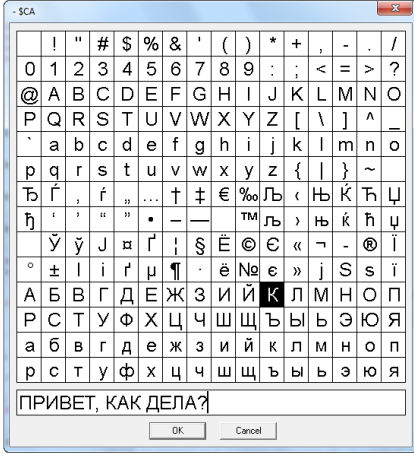 - $CA
! " # $ % & ' ( ) * + , - . /
0 1 2 3 4 5 6 7 8 9 : ; < = > ?
@ A B C D E F G H I J K L M N O
P Q R S T U V W X Y Z [ \ ] ^ _
` a b c d e f g h i j k l m n o
p q r s t u v w x y z { | } ~
Ђ Ѓ ‚ ѓ „ … † ‡ € ‰ Љ ‹ Њ Ќ Ћ Џ
ђ ‘ ’ “ ” • – — ™ љ › њ ќ ћ џ
Ў ў Ј ¤ Ґ ¦ § Ё © Є « ¬ - ® Ї
° ± І і ґ µ ¶ · ё № є » ј Ѕ ѕ ї
А Б В Г Д Е Ж З И Й К Л М Н О П
Р С Т У Ф Х Ц Ч Ш Щ Ъ Ы Ь Э Ю Я
а б в г д е ж з и й к л м н о п
р с т у ф х ц ч ш щ ъ ы ь э ю я
ПРИВЕТ, КАК ДЕЛА?
OK Cancel